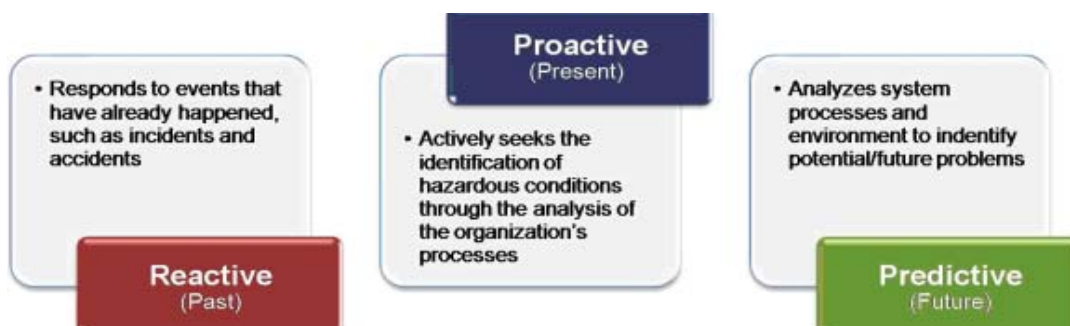 • Responds to events that
have already happened,
such as incidents and
accidents
Reactive
(Past)
Proactive
(Present)
• Actively seeks the
identification of
hazardous conditions
through the analysis of
the organization's
processes
• Analyzes system
processes and
environment to indentify
potential/future problems
Predictive
(Future)